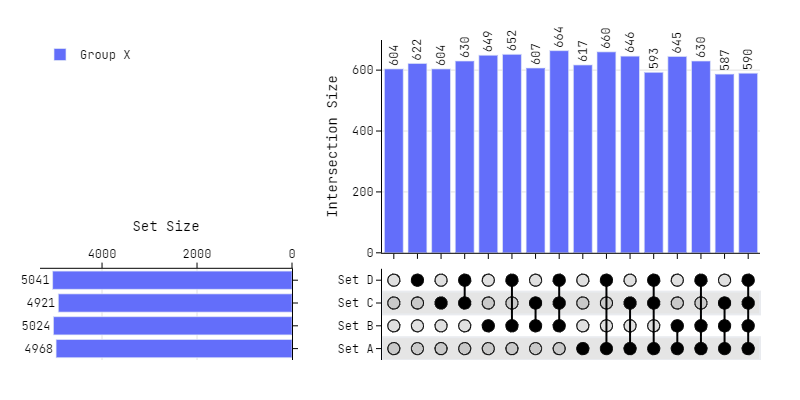 Group X
Set Size
4000 2000 0
5041
4921
5024
4968
Intersection Size
604 622 604 630 649 652 607 664 617 660 646 593 645 630 587 590
600
400
200
0
Set D
Set C
Set B
Set A